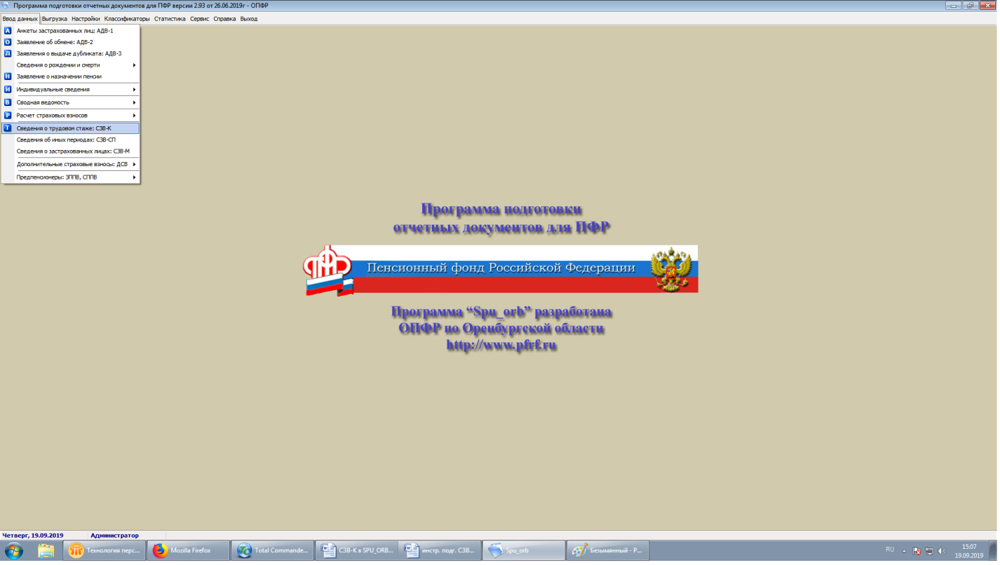 Программа подготовки отчетных документов для ПФР версии 2.93 от 26.06.2019г - ОПФР
Ввод данных Выгрузка Настройки Классификаторы Статистика Сервис Справка Выход
А Анкеты застрахованных лиц: АДВ-1
О Заявление об обмене: АДВ-2
Д Заявления о выдаче дубликата: АДВ-3
Сведения о рождении и смерти
Н Заявление о назначении пенсии
И Индивидуальные сведения
В Сводная ведомость
Р Расчет страховых взносов
Т Сведения о трудовом стаже: СЗВ-К
Сведения об иных периодах: СЗВ-СП
Сведения о застрахованных лицах: СЗВ-М
Дополнительные страховые взносы: ДСВ
Предпенсионеры: ЗППВ, СППВ
Программа подготовки
отчетных документов для ПФР
Пенсионный фонд Российской Федерации
Программа “Spu_orb” разработана
ОПФР по Оренбургской области
http://www.pfrf.ru
Четверг, 19.09.2019 Администратор
Технология перс... Mozilla Firefox Total Commande... СЗВ-К в SPU_ORB... инстр. подг. СЗВ... Spu_orb Безымянный - P...
RU 15:07
19.09.2019